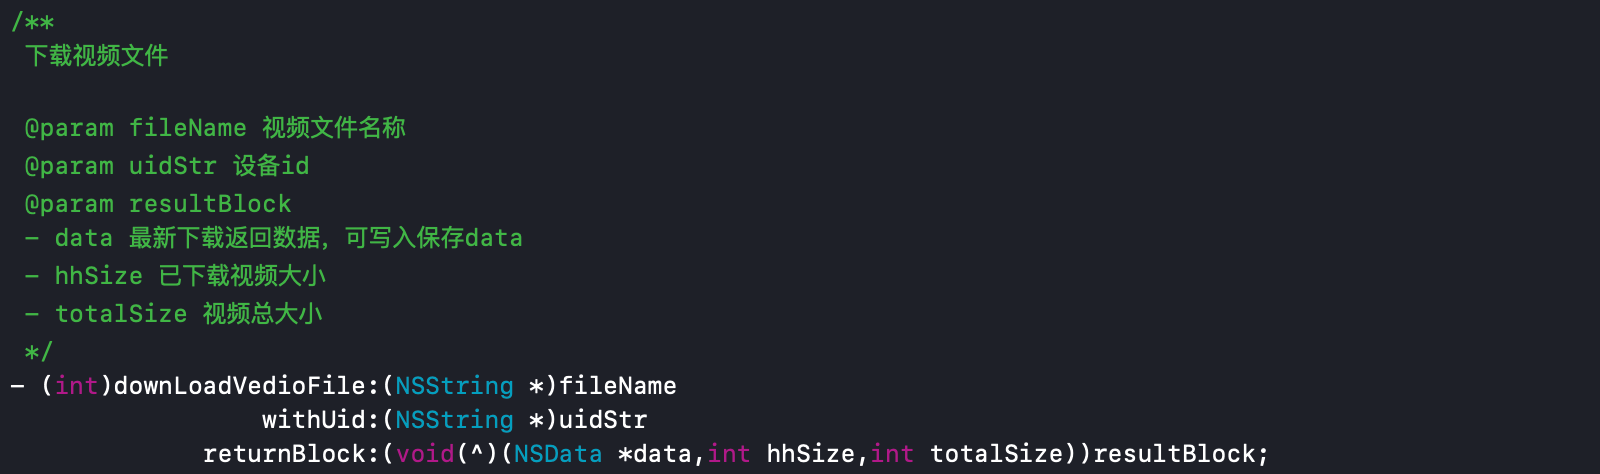 /**
下载视频文件
@param fileName 视频文件名称
@param uidStr 设备id
@param resultBlock
- data 最新下载返回数据，可写入保存data
- hhSize 已下载视频大小
- totalSize 视频总大小
*/
- (int)downLoadVedioFile:(NSString *)fileName
withUid:(NSString *)uidStr
returnBlock:(void(^)(NSData *data,int hhSize,int totalSize))resultBlock;